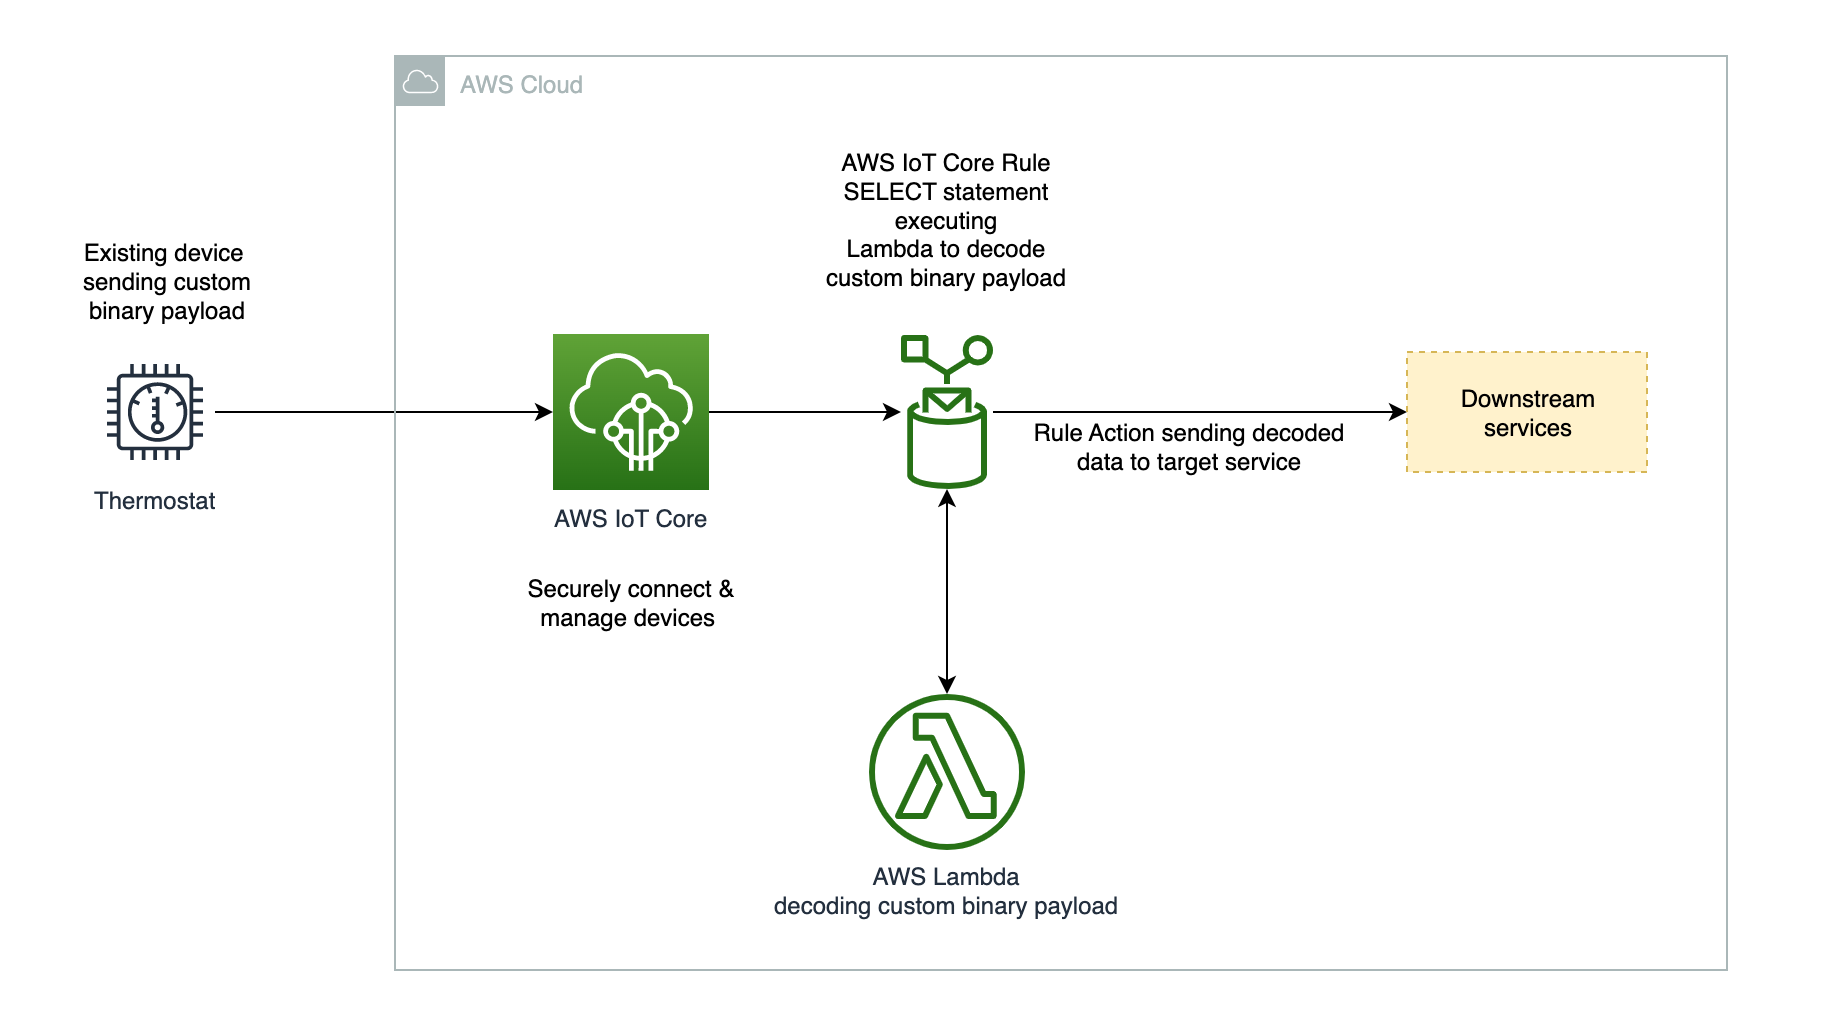 AWS Cloud
AWS IoT Core Rule
SELECT statement
executing
Lambda to decode
custom binary payload
Existing device
sending custom
binary payload
Thermostat
AWS IoT Core
Securely connect &
manage devices
Rule Action sending decoded
data to target service
Downstream
services
AWS Lambda
decoding custom binary payload